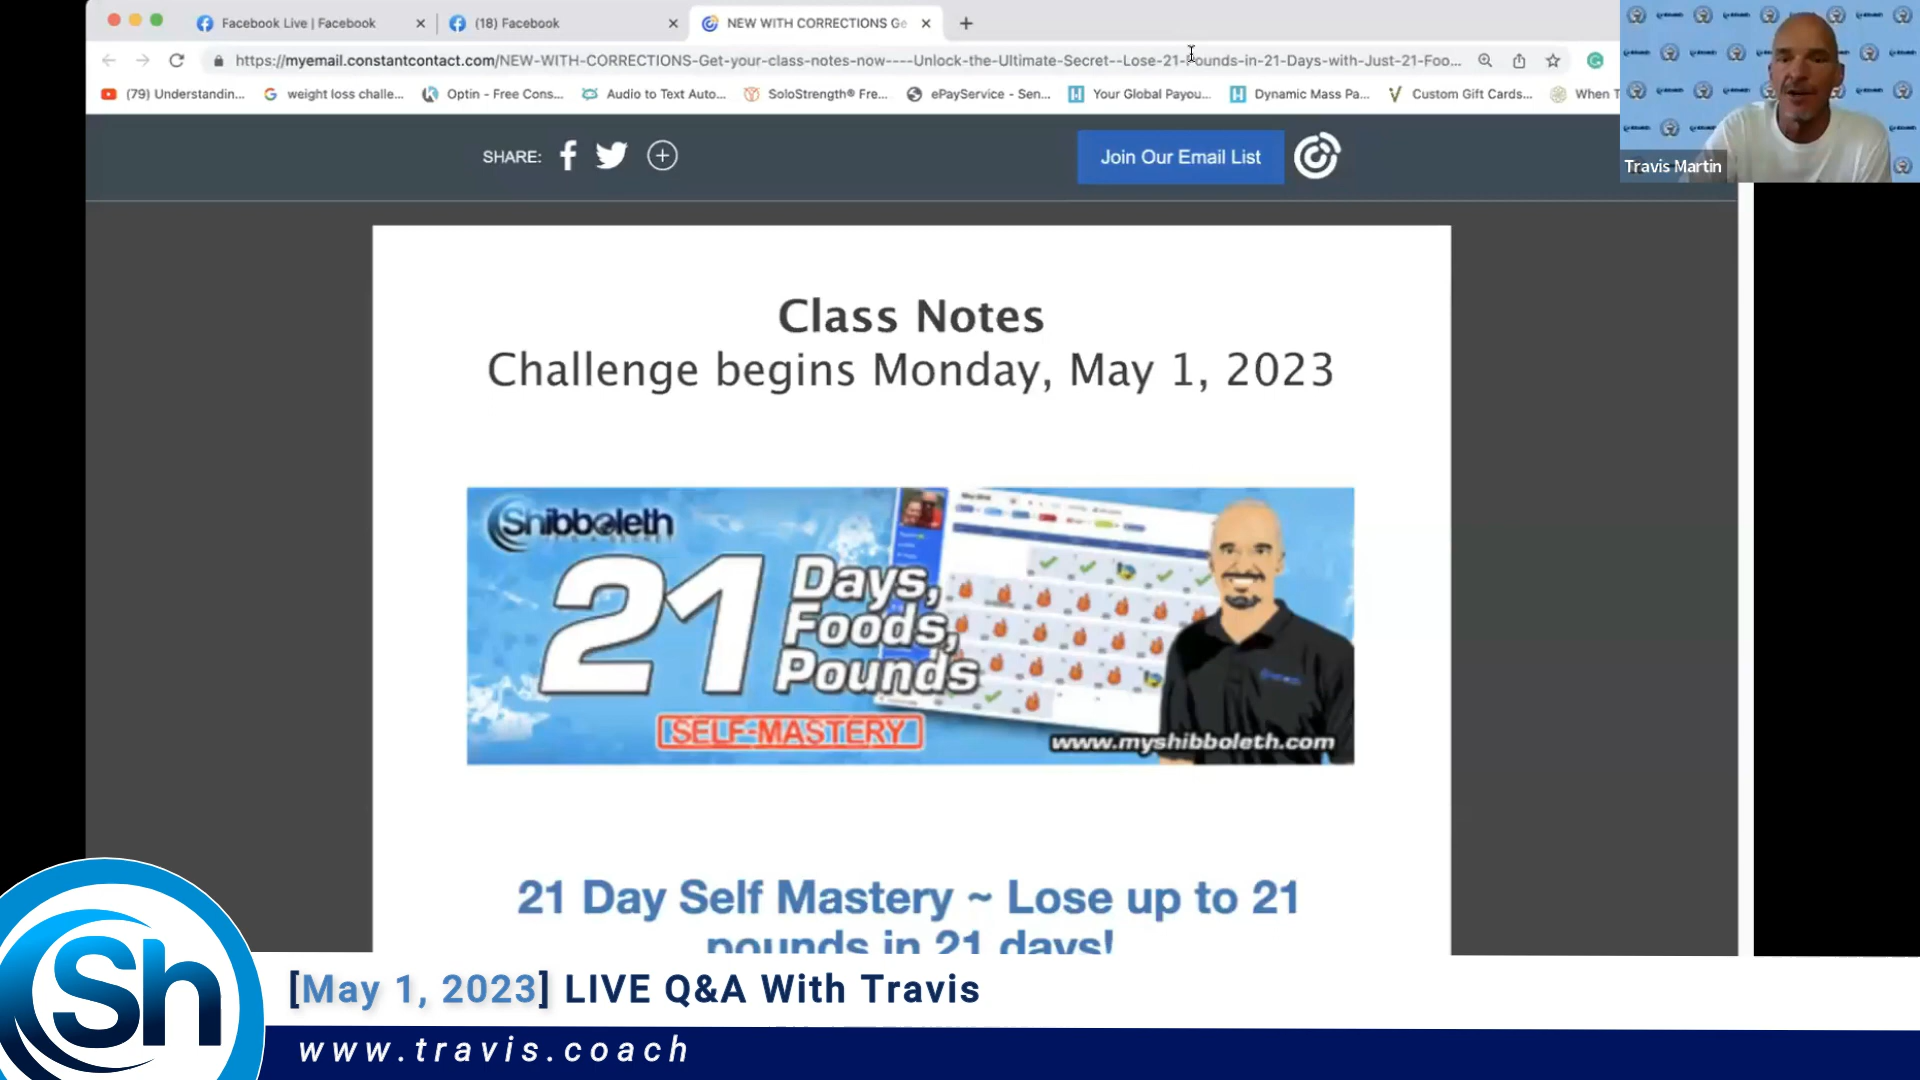 Facebook Live | Facebook
(18) Facebook
NEW WITH CORRECTIONS Ge
https://myemail.constantcontact.com/NEW-WITH-CORRECTIONS-Get-your-class-notes-now----Unlock-the-Ultimate-Secret--Lose-21-Pounds-in-21-Days-with-Just-21-Foo...
(79) Understandin...
weight loss challe...
Optin - Free Cons...
Audio to Text Auto...
SoloStrength® Fre...
ePayService - Sen...
Your Global Payou...
Dynamic Mass Pa...
Custom Gift Cards...
When T
SHARE:
Join Our Email List
Travis Martin
Class Notes
Challenge begins Monday, May 1, 2023
Shibboleth
21 Days,
Foods,
Pounds
SELF-MASTERY
www.myshibboleth.com
21 Day Self Mastery ~ Lose up to 21
pounds in 21 days!
Sh
[May 1, 2023] LIVE Q&A With Travis
www.travis.coach